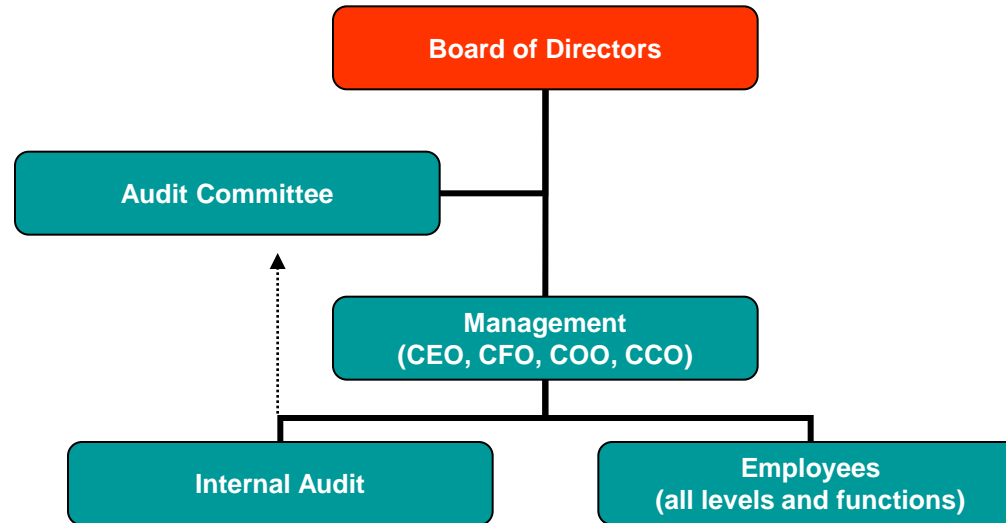 Board of Directors
Audit Committee
Management
(CEO, CFO, COO, CCO)
Internal Audit
Employees
(all levels and functions)